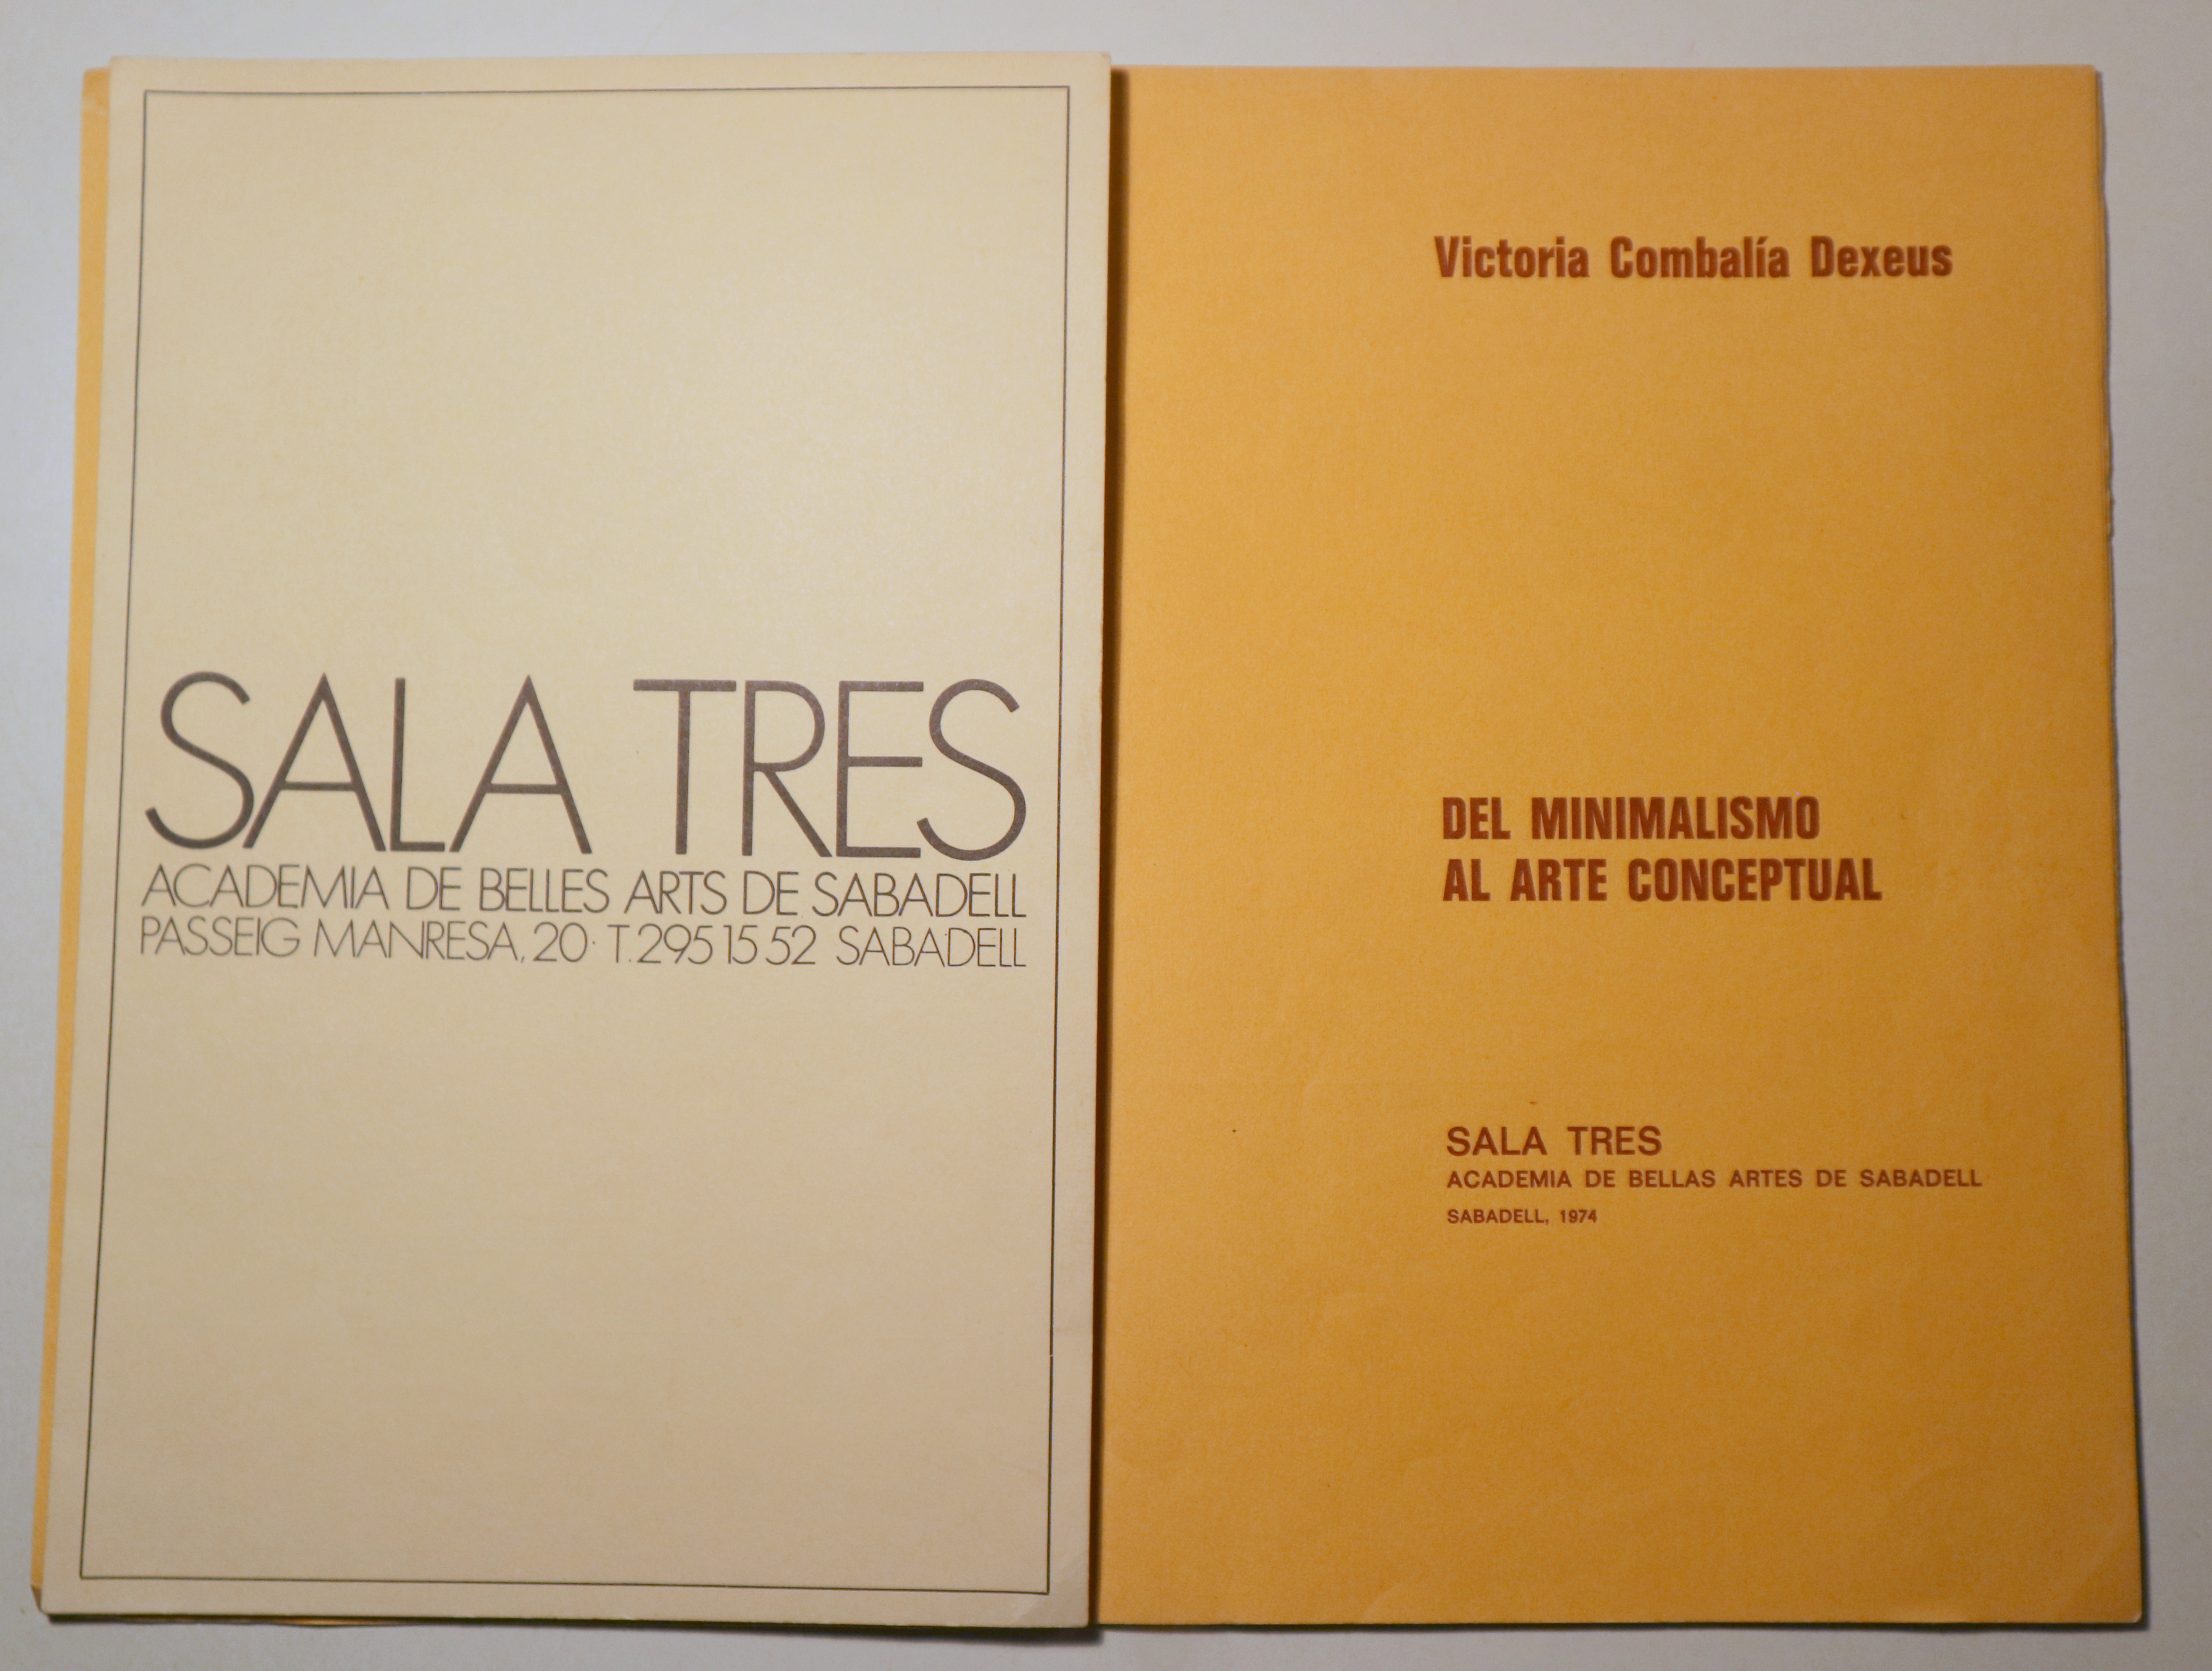 SALA TRES
ACADEMIA DE BELLES ARTS DE SABADELL
PASSEIG MANRESA, 20 · T. 295 15 52 SABADELL
Victoria Combalía Dexeus
DEL MINIMALISMO
AL ARTE CONCEPTUAL
SALA TRES
ACADEMIA DE BELLAS ARTES DE SABADELL
SABADELL, 1974